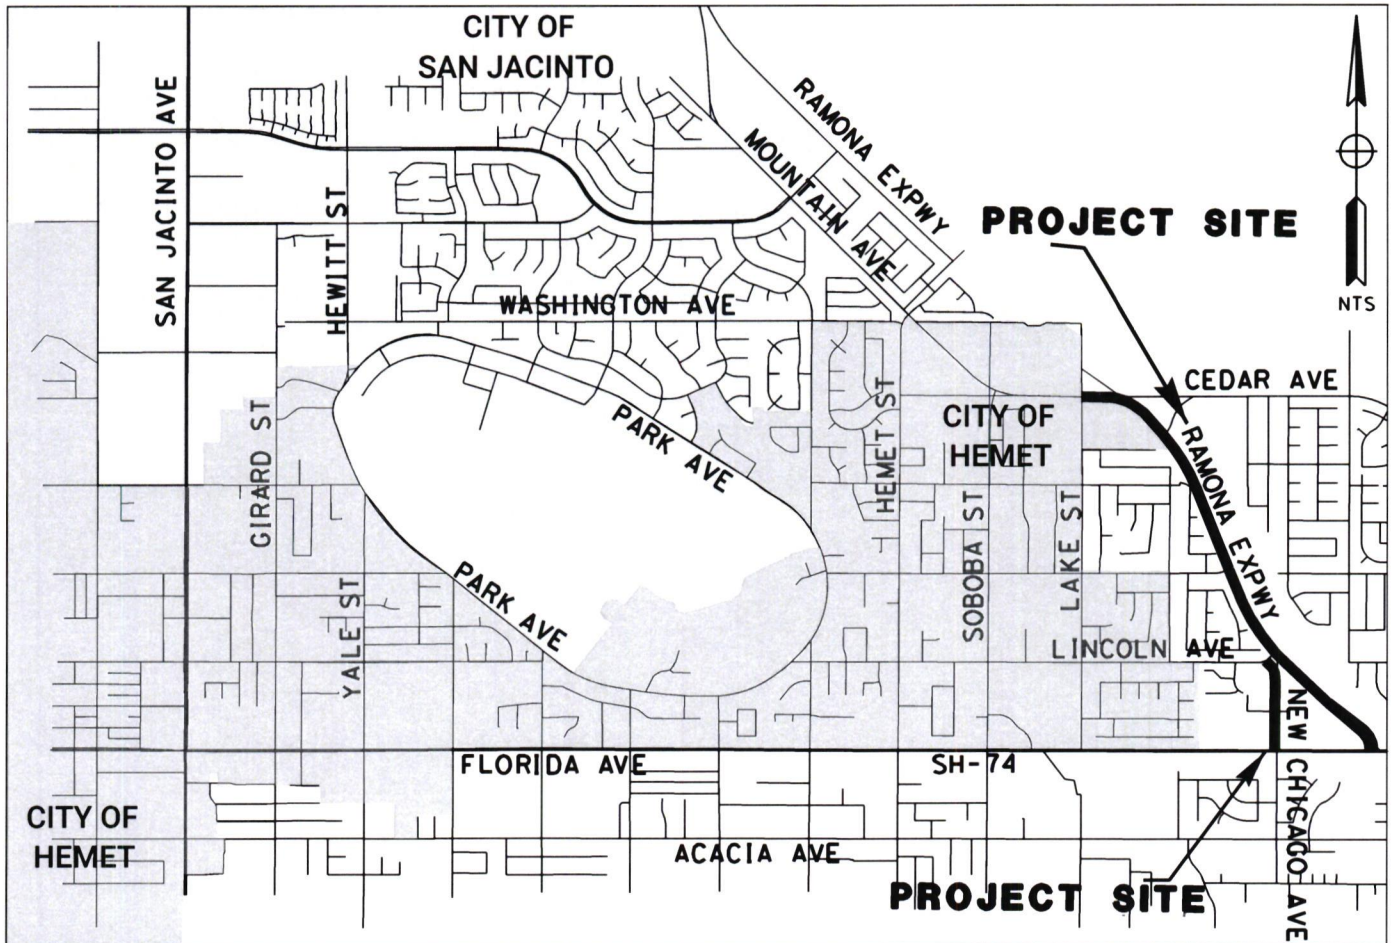 CITY OF
SAN JACINTO
SAN JACINTO AVE
HEWITT ST
RAMONA EXPWY
MOUNTAIN AVE
PROJECT SITE
NTS
WASHINGTON AVE
CEDAR AVE
GIRARD ST
PARK AVE
HEMET ST
CITY OF
HEMET
RAMONA EXPWY
SOBOBA ST
LAKE ST
PARK AVE
YALE ST
LINCOLN AVE
NEW CHICAGO AVE
FLORIDA AVE
SH-74
CITY OF
HEMET
ACACIA AVE
PROJECT SITE